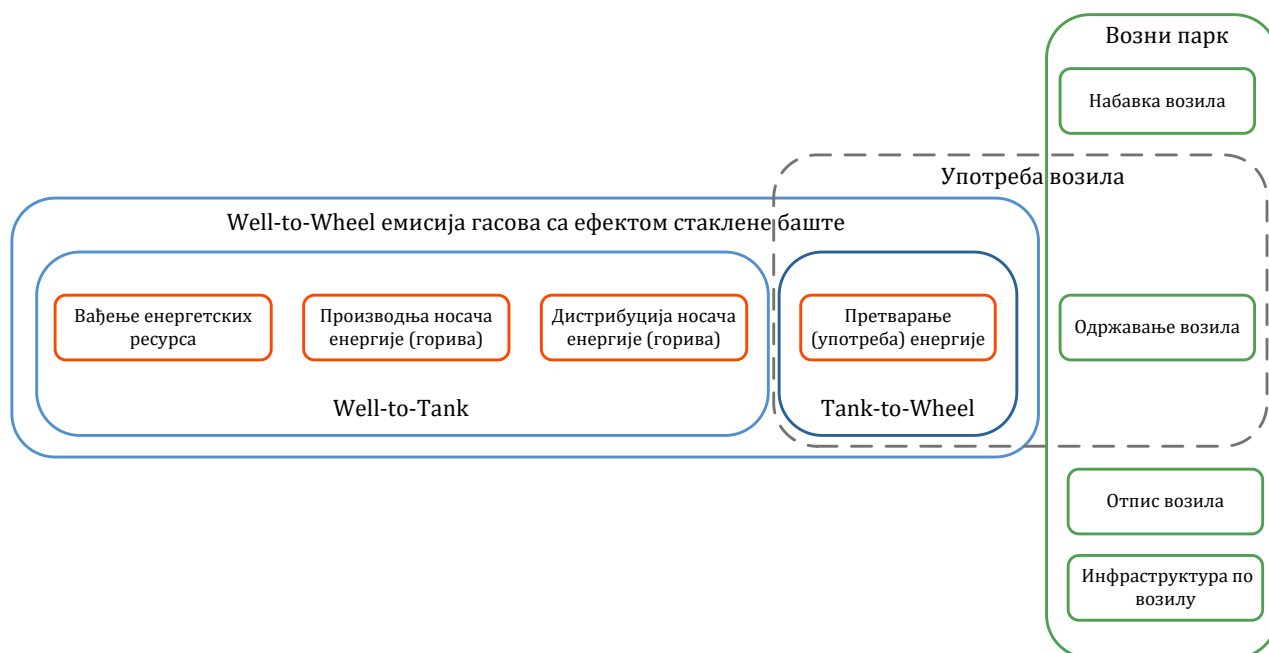 Возни парк
Набавка возила
Употреба возила
Well-to-Wheel емисија гасова са ефектом стаклене баште
Вађење енергетских
ресурса
Производња носача
енергије (горива)
Дистрибуција носача
енергије (горива)
Претварање
(употреба) енергије
Одржавање возила
Well-to-Tank
Tank-to-Wheel
Отпис возила
Инфраструктура по
возилу